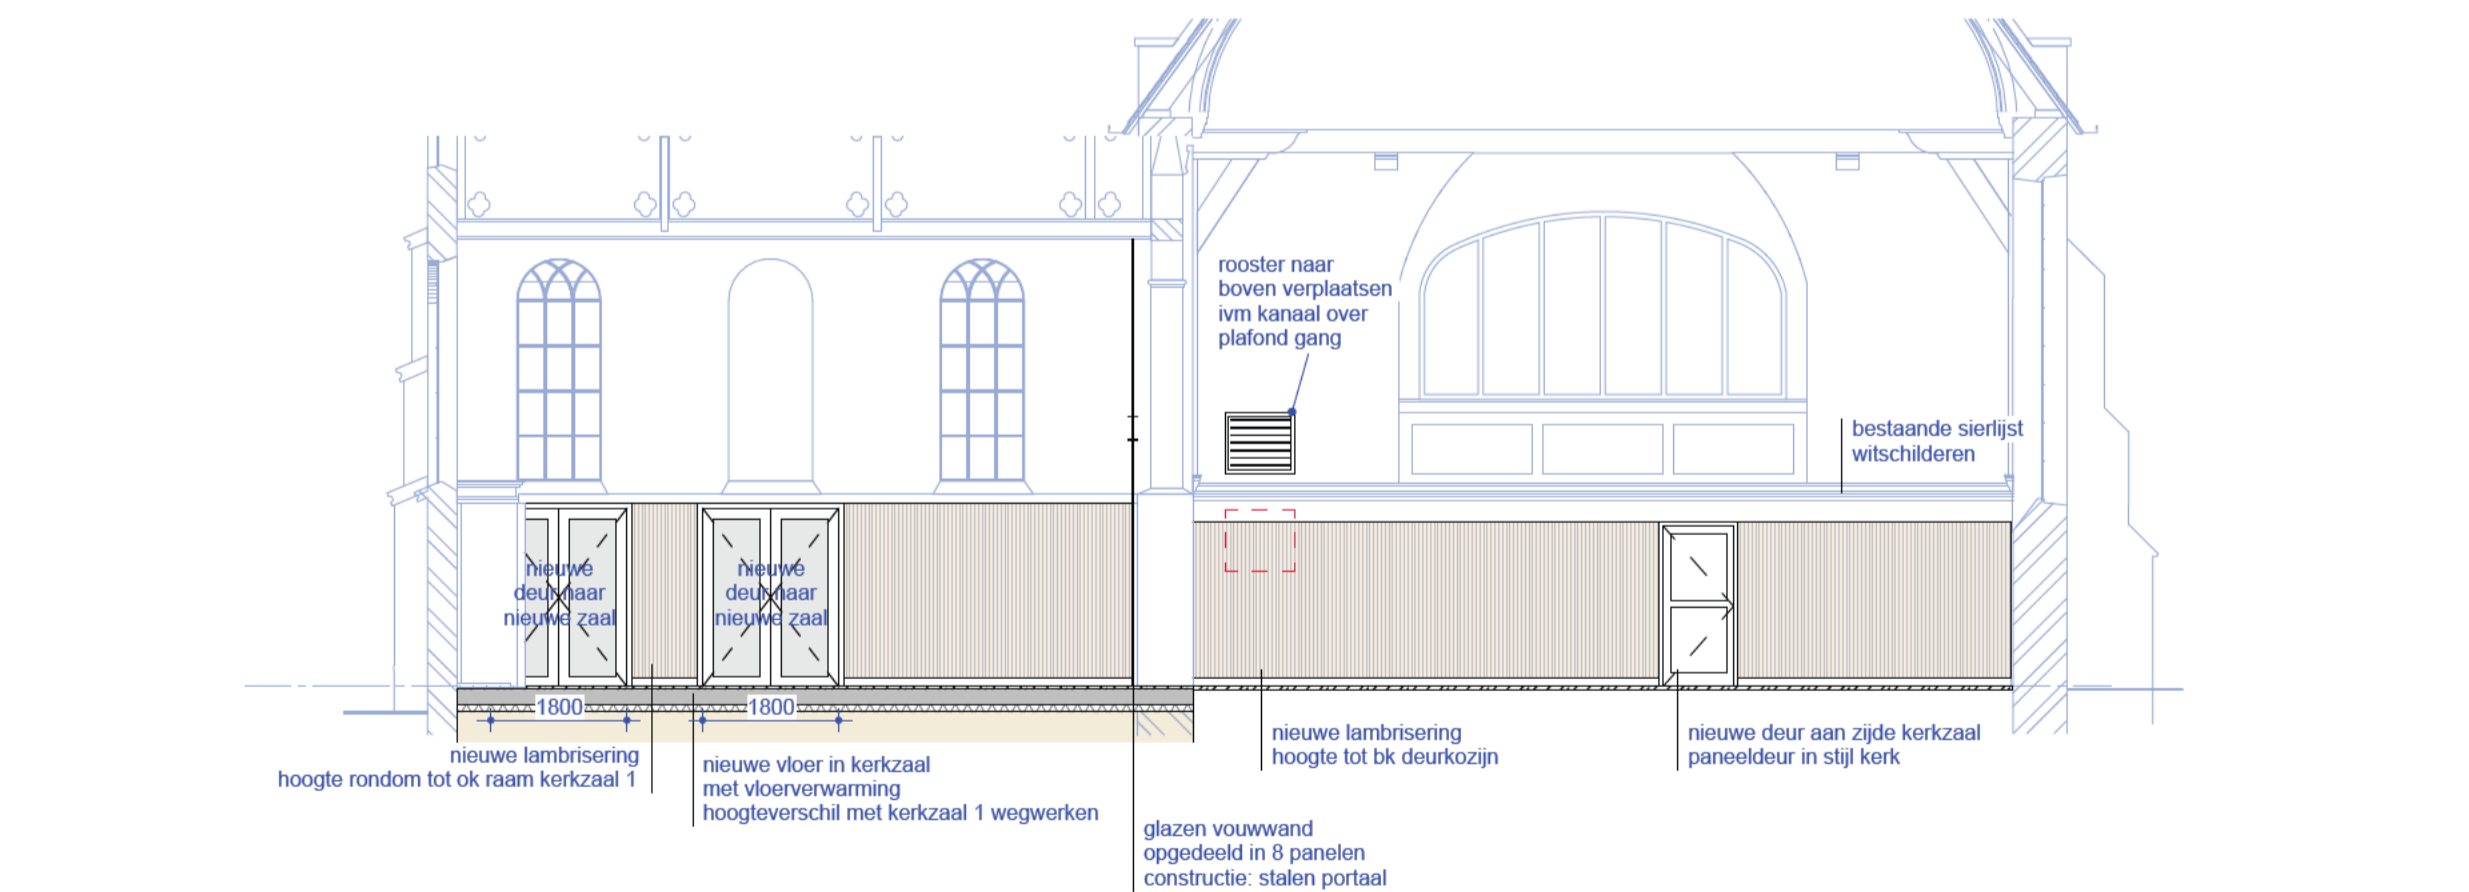 rooster naar
boven verplaatsen
ivm kanaal over
plafond gang
bestaande sierlijst
witschilderen
nieuwe
deur naar
nieuwe zaal
nieuwe
deur naar
nieuwe zaal
1800
1800
nieuwe lambrisering
hoogte rondom tot ok raam kerkzaal 1
nieuwe vloer in kerkzaal
met vloerverwarming
hoogteverschil met kerkzaal 1 wegwerken
glazen vouwwand
opgedeeld in 8 panelen
constructie: stalen portaal
nieuwe lambrisering
hoogte tot bk deurkozijn
nieuwe deur aan zijde kerkzaal
paneeldeur in stijl kerk